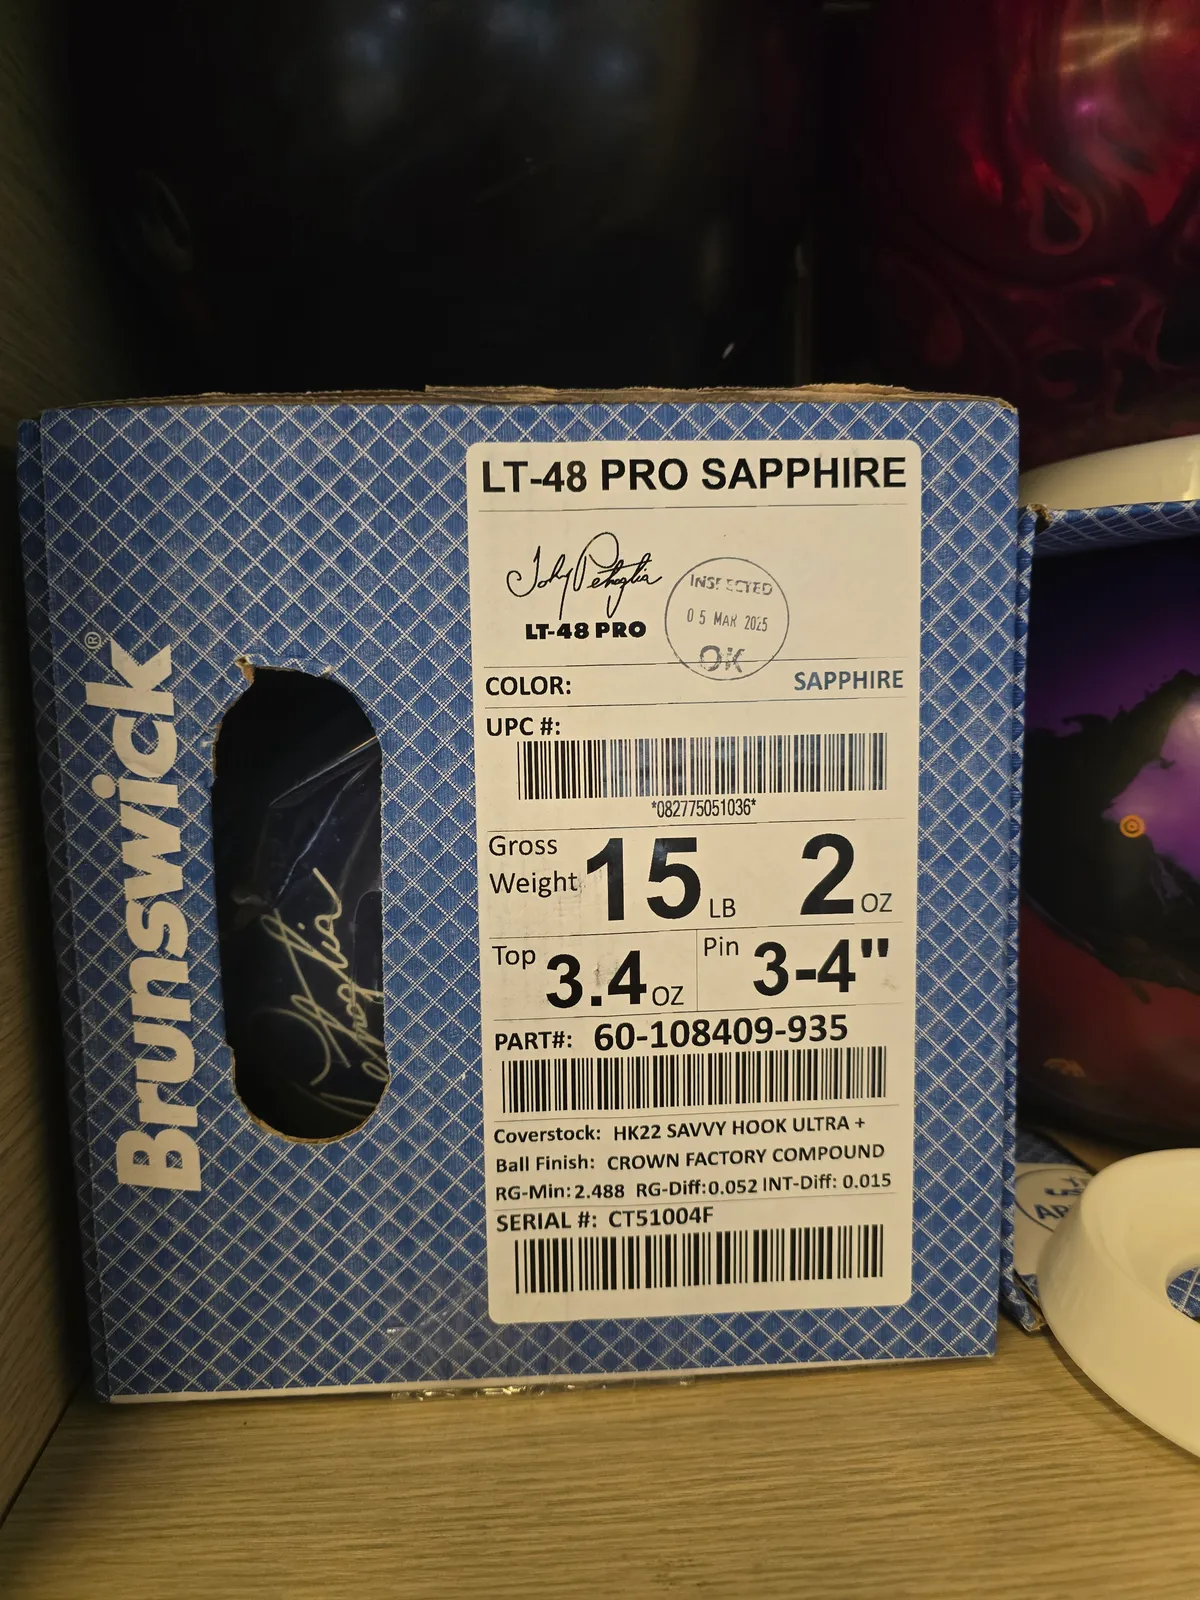 LT-48 PRO SAPPHIRE
Johnny Petraglia
LT-48 PRO
INSPECTED
05 MAR 2025
OK
COLOR: SAPPHIRE
UPC #:
*082775051036*
Gross Weight 15 LB 2 OZ
Top 3.4 OZ Pin 3-4"
PART#: 60-108409-935
Coverstock: HK22 SAVVY HOOK ULTRA +
Ball Finish: CROWN FACTORY COMPOUND
RG-Min: 2.488 RG-Diff:0.052 INT-Diff: 0.015
SERIAL #: CT51004F
Brunswick®